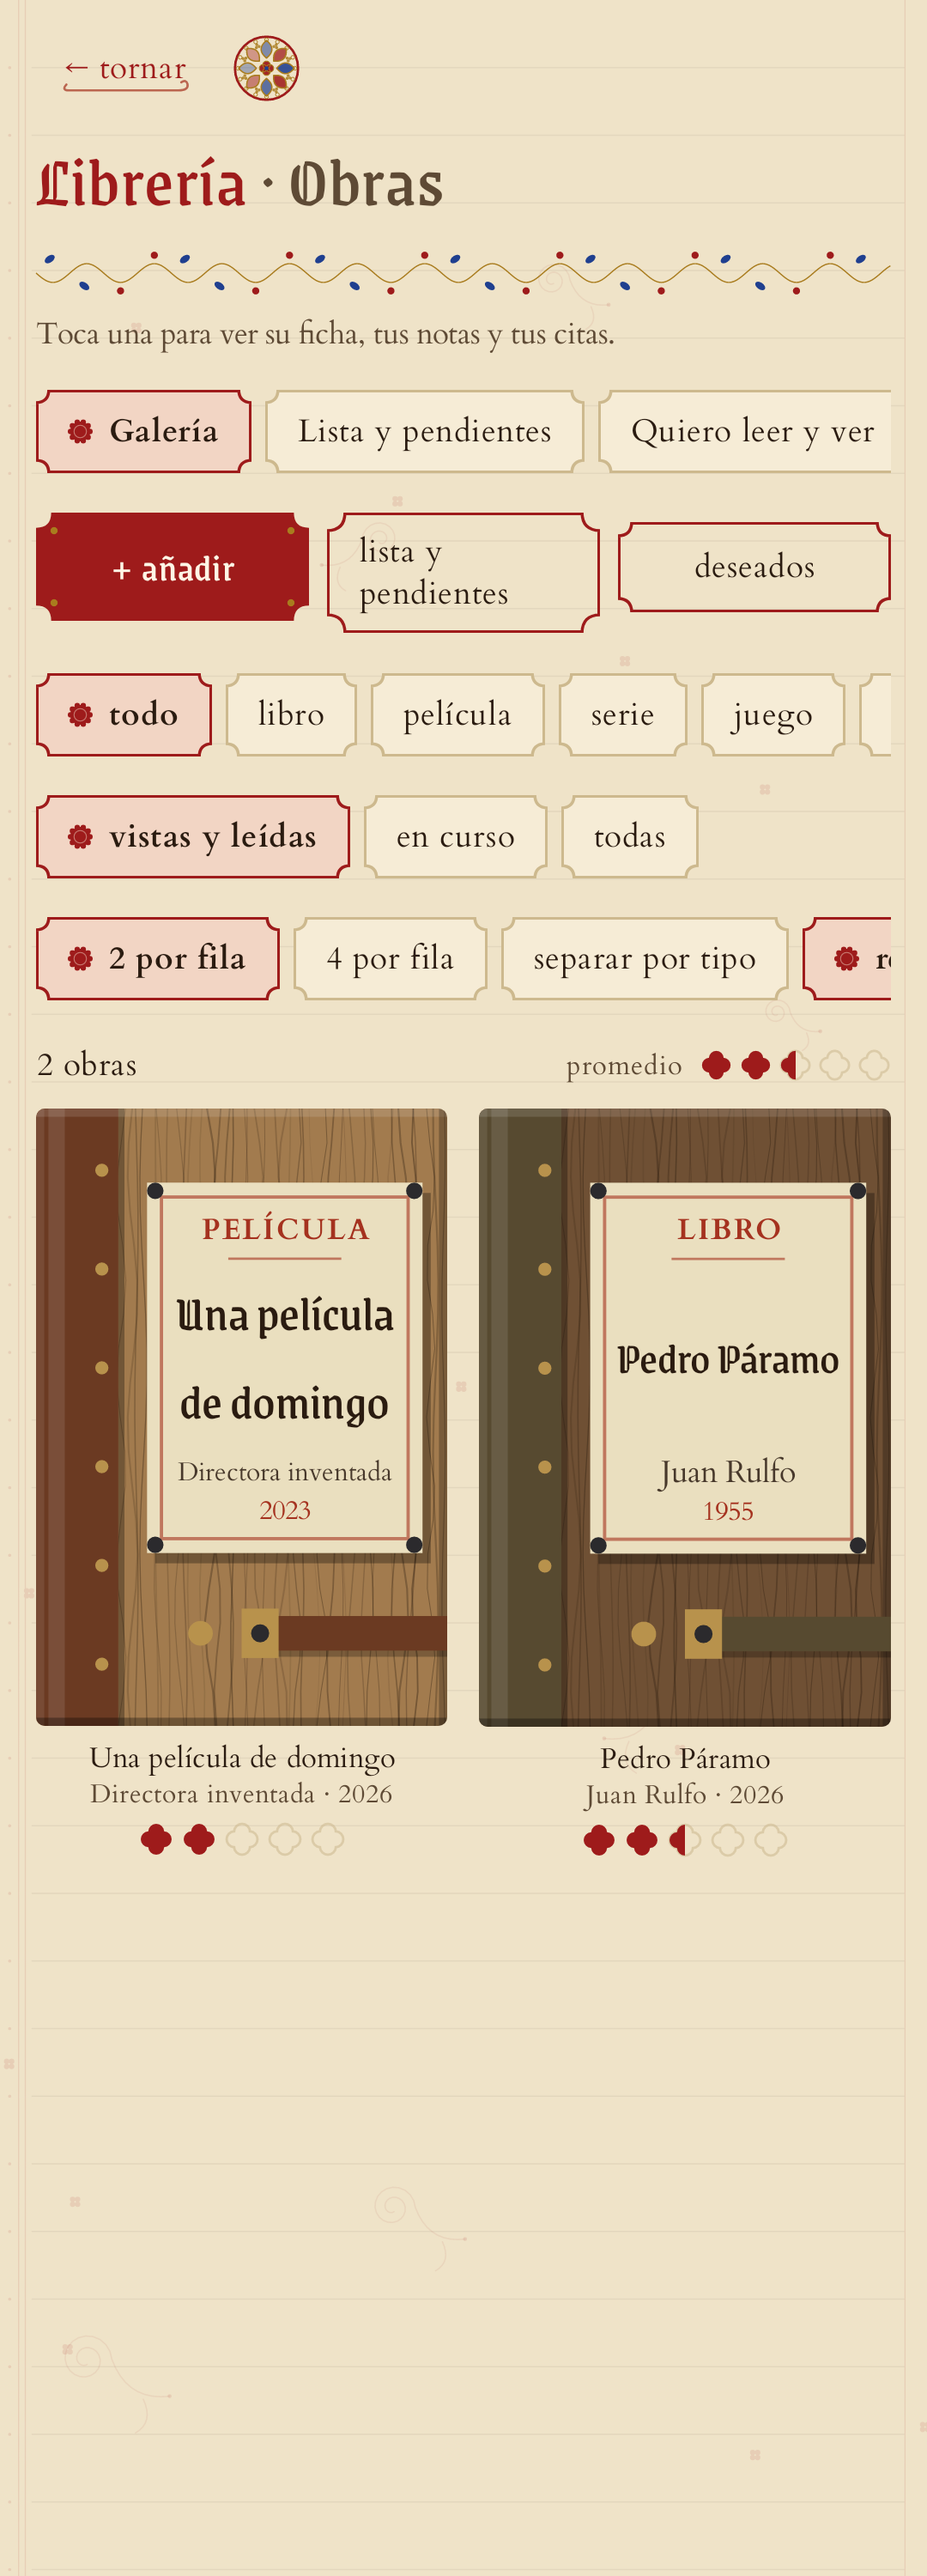 ← tornar
Librería · Obras
Toca una para ver su ficha, tus notas y tus citas.
Galería Lista y pendientes Quiero leer y ver
+ añadir lista y pendientes deseados
todo libro película serie juego
vistas y leídas en curso todas
2 por fila 4 por fila separar por tipo
2 obras promedio
PELÍCULA
Una película
de domingo
Directora inventada
2023
LIBRO
Pedro Páramo
Juan Rulfo
1955
Una película de domingo
Directora inventada · 2026
Pedro Páramo
Juan Rulfo · 2026